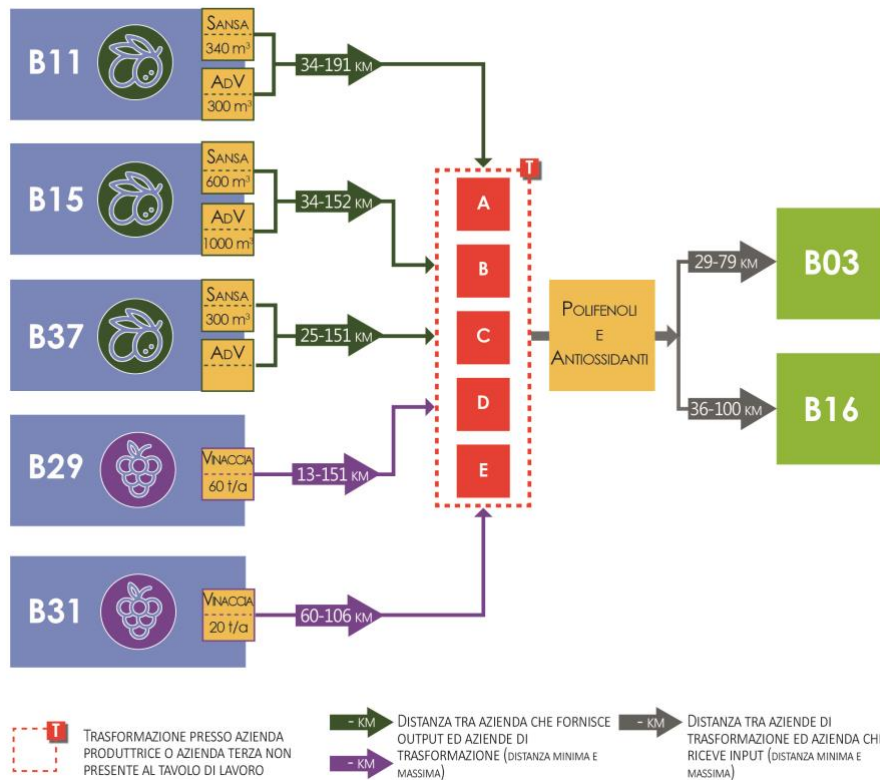 B11
SANSA
340 m³
ADV
300 m³
34-191 KM
B15
SANSA
600 m³
ADV
1000 m³
34-152 KM
B37
SANSA
300 m³
ADV
25-151 KM
B29
VINACCIA
60 t/a
13-151 KM
B31
VINACCIA
20 t/a
60-106 KM
T
A
B
C
D
E
POLIFENOLI
E
ANTIOSSIDANTI
29-79 KM
B03
36-100 KM
B16
T
TRASFORMAZIONE PRESSO AZIENDA
PRODUTTRICE O AZIENDA TERZA NON
PRESENTE AL TAVOLO DI LAVORO
- KM
- KM
DISTANZA TRA AZIENDA CHE FORNISCE
OUTPUT ED AZIENDE DI
TRASFORMAZIONE (DISTANZA MINIMA E
MASSIMA)
- KM
DISTANZA TRA AZIENDE DI
TRASFORMAZIONE ED AZIENDA CHE
RICEVE INPUT (DISTANZA MINIMA E
MASSIMA)